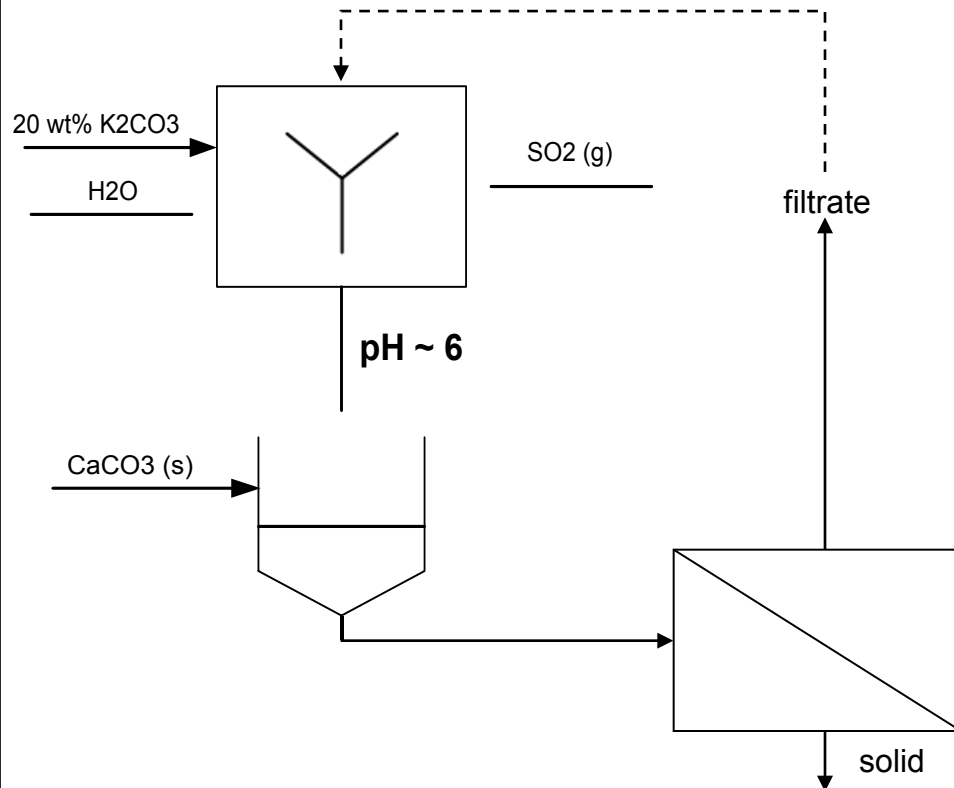 20 wt% K2CO3
H2O
SO2 (g)
filtrate
pH ~ 6
CaCO3 (s)
solid